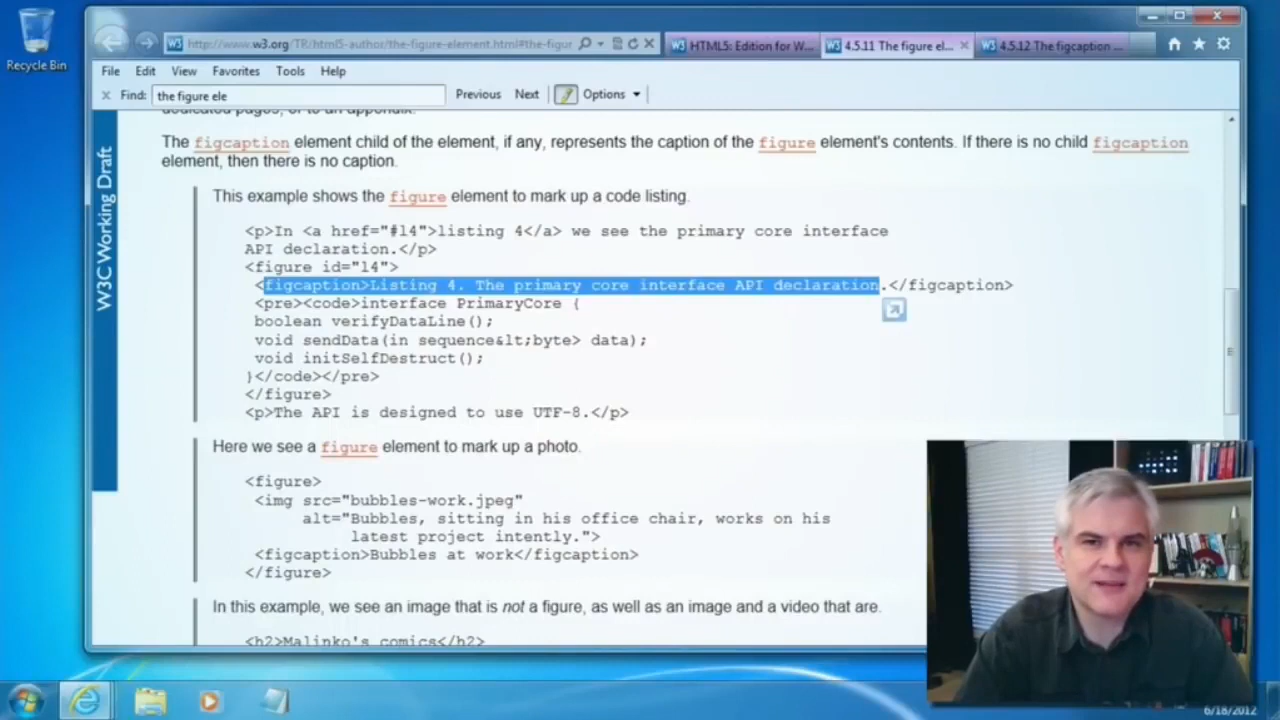 Recycle Bin
http://www.w3.org/TR/html5-author/the-figure-element.html#the-figur
HTML5: Edition for W...
4.5.11 The figure el...
4.5.12 The figcaption ...
File Edit View Favorites Tools Help
Find: the figure ele Previous Next Options
W3C Working Draft
dedicated pages, or to an appendix.
The figcaption element child of the element, if any, represents the caption of the figure element's contents. If there is no child figcaption
element, then there is no caption.
This example shows the figure element to mark up a code listing.
<p>In <a href="#l4">listing 4</a> we see the primary core interface
API declaration.</p>
<figure id="l4">
<figcaption>Listing 4. The primary core interface API declaration.</figcaption>
<pre><code>interface PrimaryCore {
boolean verifyDataLine();
void sendData(in sequence&lt;byte> data);
void initSelfDestruct();
}</code></pre>
</figure>
<p>The API is designed to use UTF-8.</p>
Here we see a figure element to mark up a photo.
<figure>
<img src="bubbles-work.jpeg"
alt="Bubbles, sitting in his office chair, works on his
latest project intently.">
<figcaption>Bubbles at work</figcaption>
</figure>
In this example, we see an image that is not a figure, as well as an image and a video that are.
<h2>Malinko's comics</h2>
6/18/2012